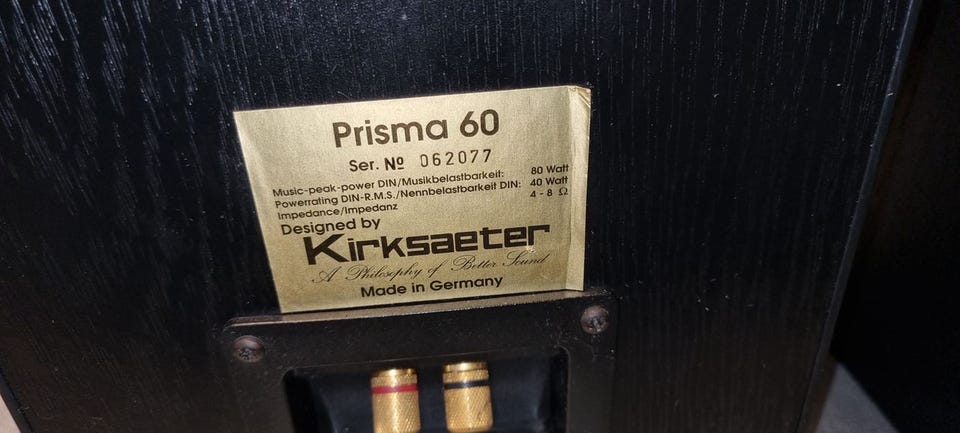 Prisma 60
Ser. Nº 062077
Music-peak-power DIN/Musikbelastbarkeit: 80 Watt
Powerrating DIN-R.M.S./Nennbelastbarkeit DIN: 40 Watt
Impedance/Impedanz 4 - 8 Ω
Designed by
Kirksaeter
A Philosophy of Better Sound
Made in Germany